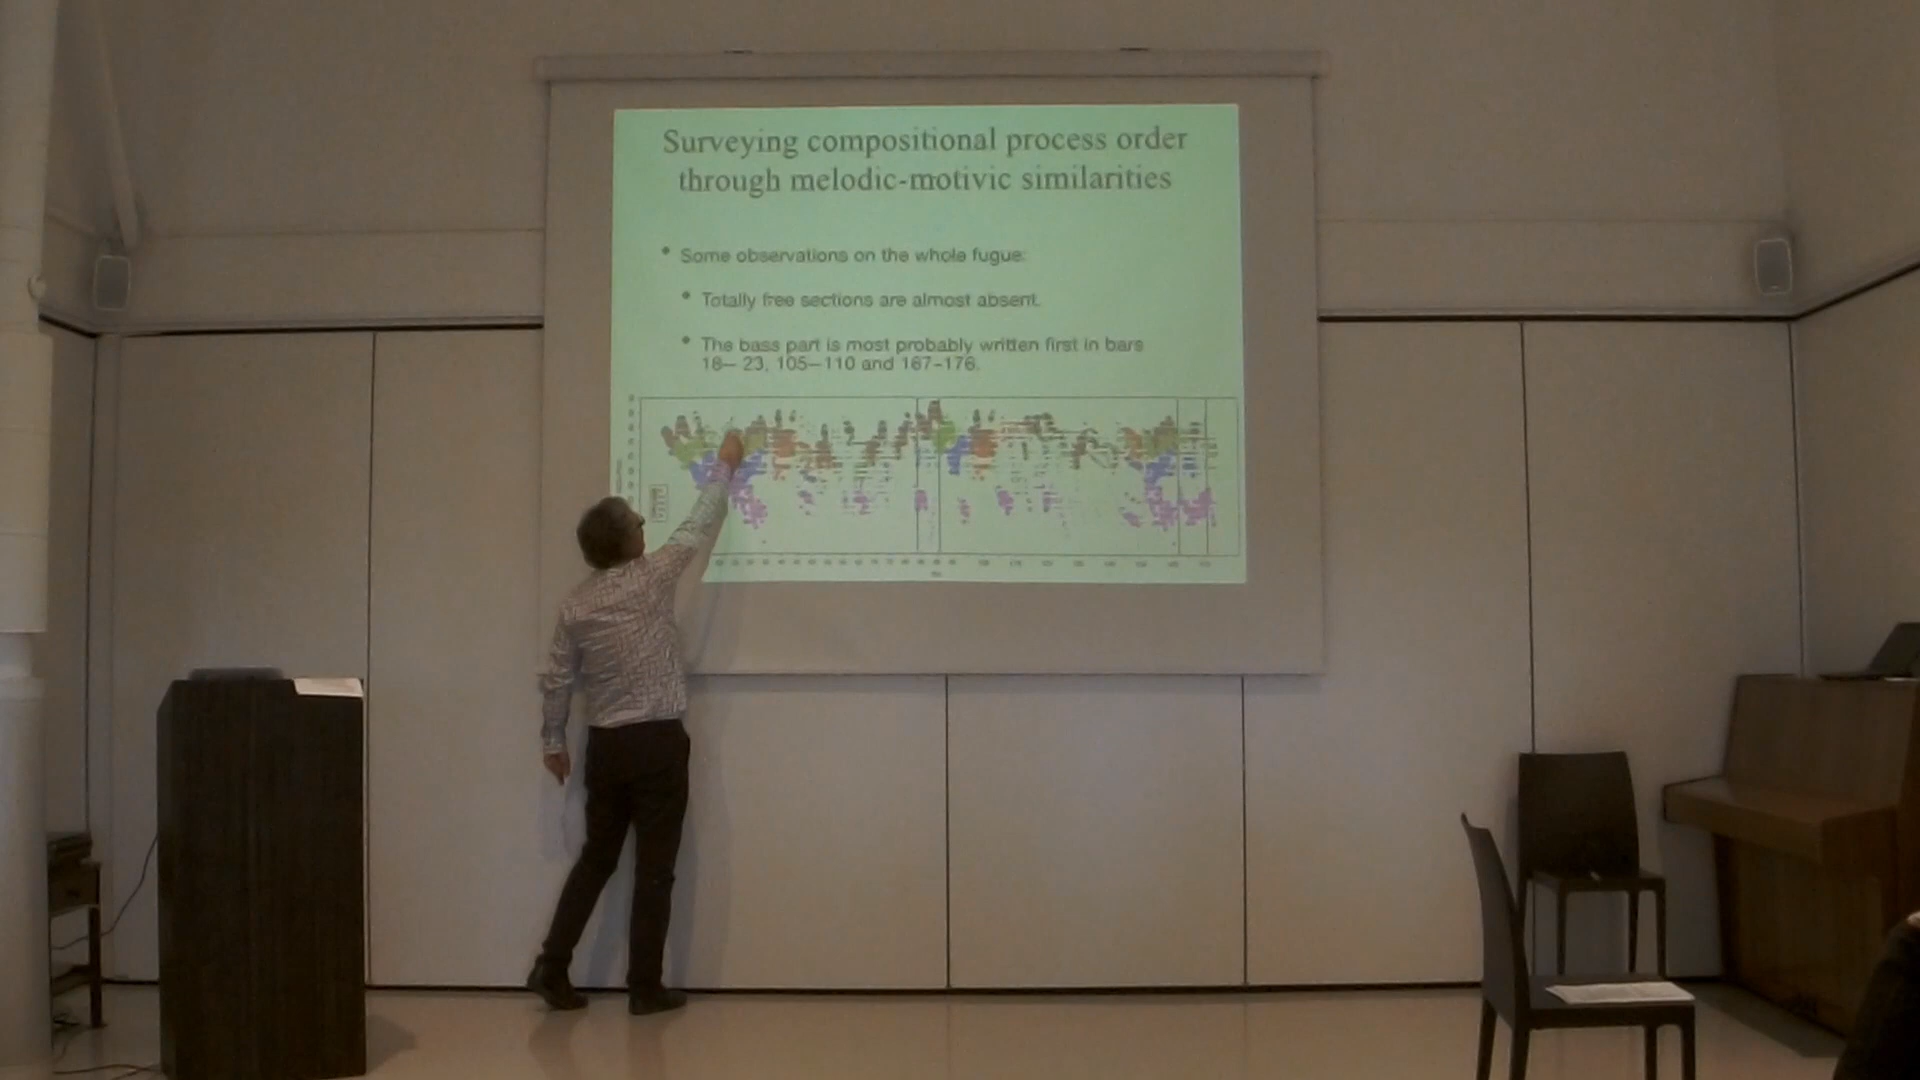 Surveying compositional process order
through melodic-motivic similarities
• Some observations on the whole fugue:
• Totally free sections are almost absent.
• The bass part is most probably written first in bars
18– 23, 105–110 and 167-176.